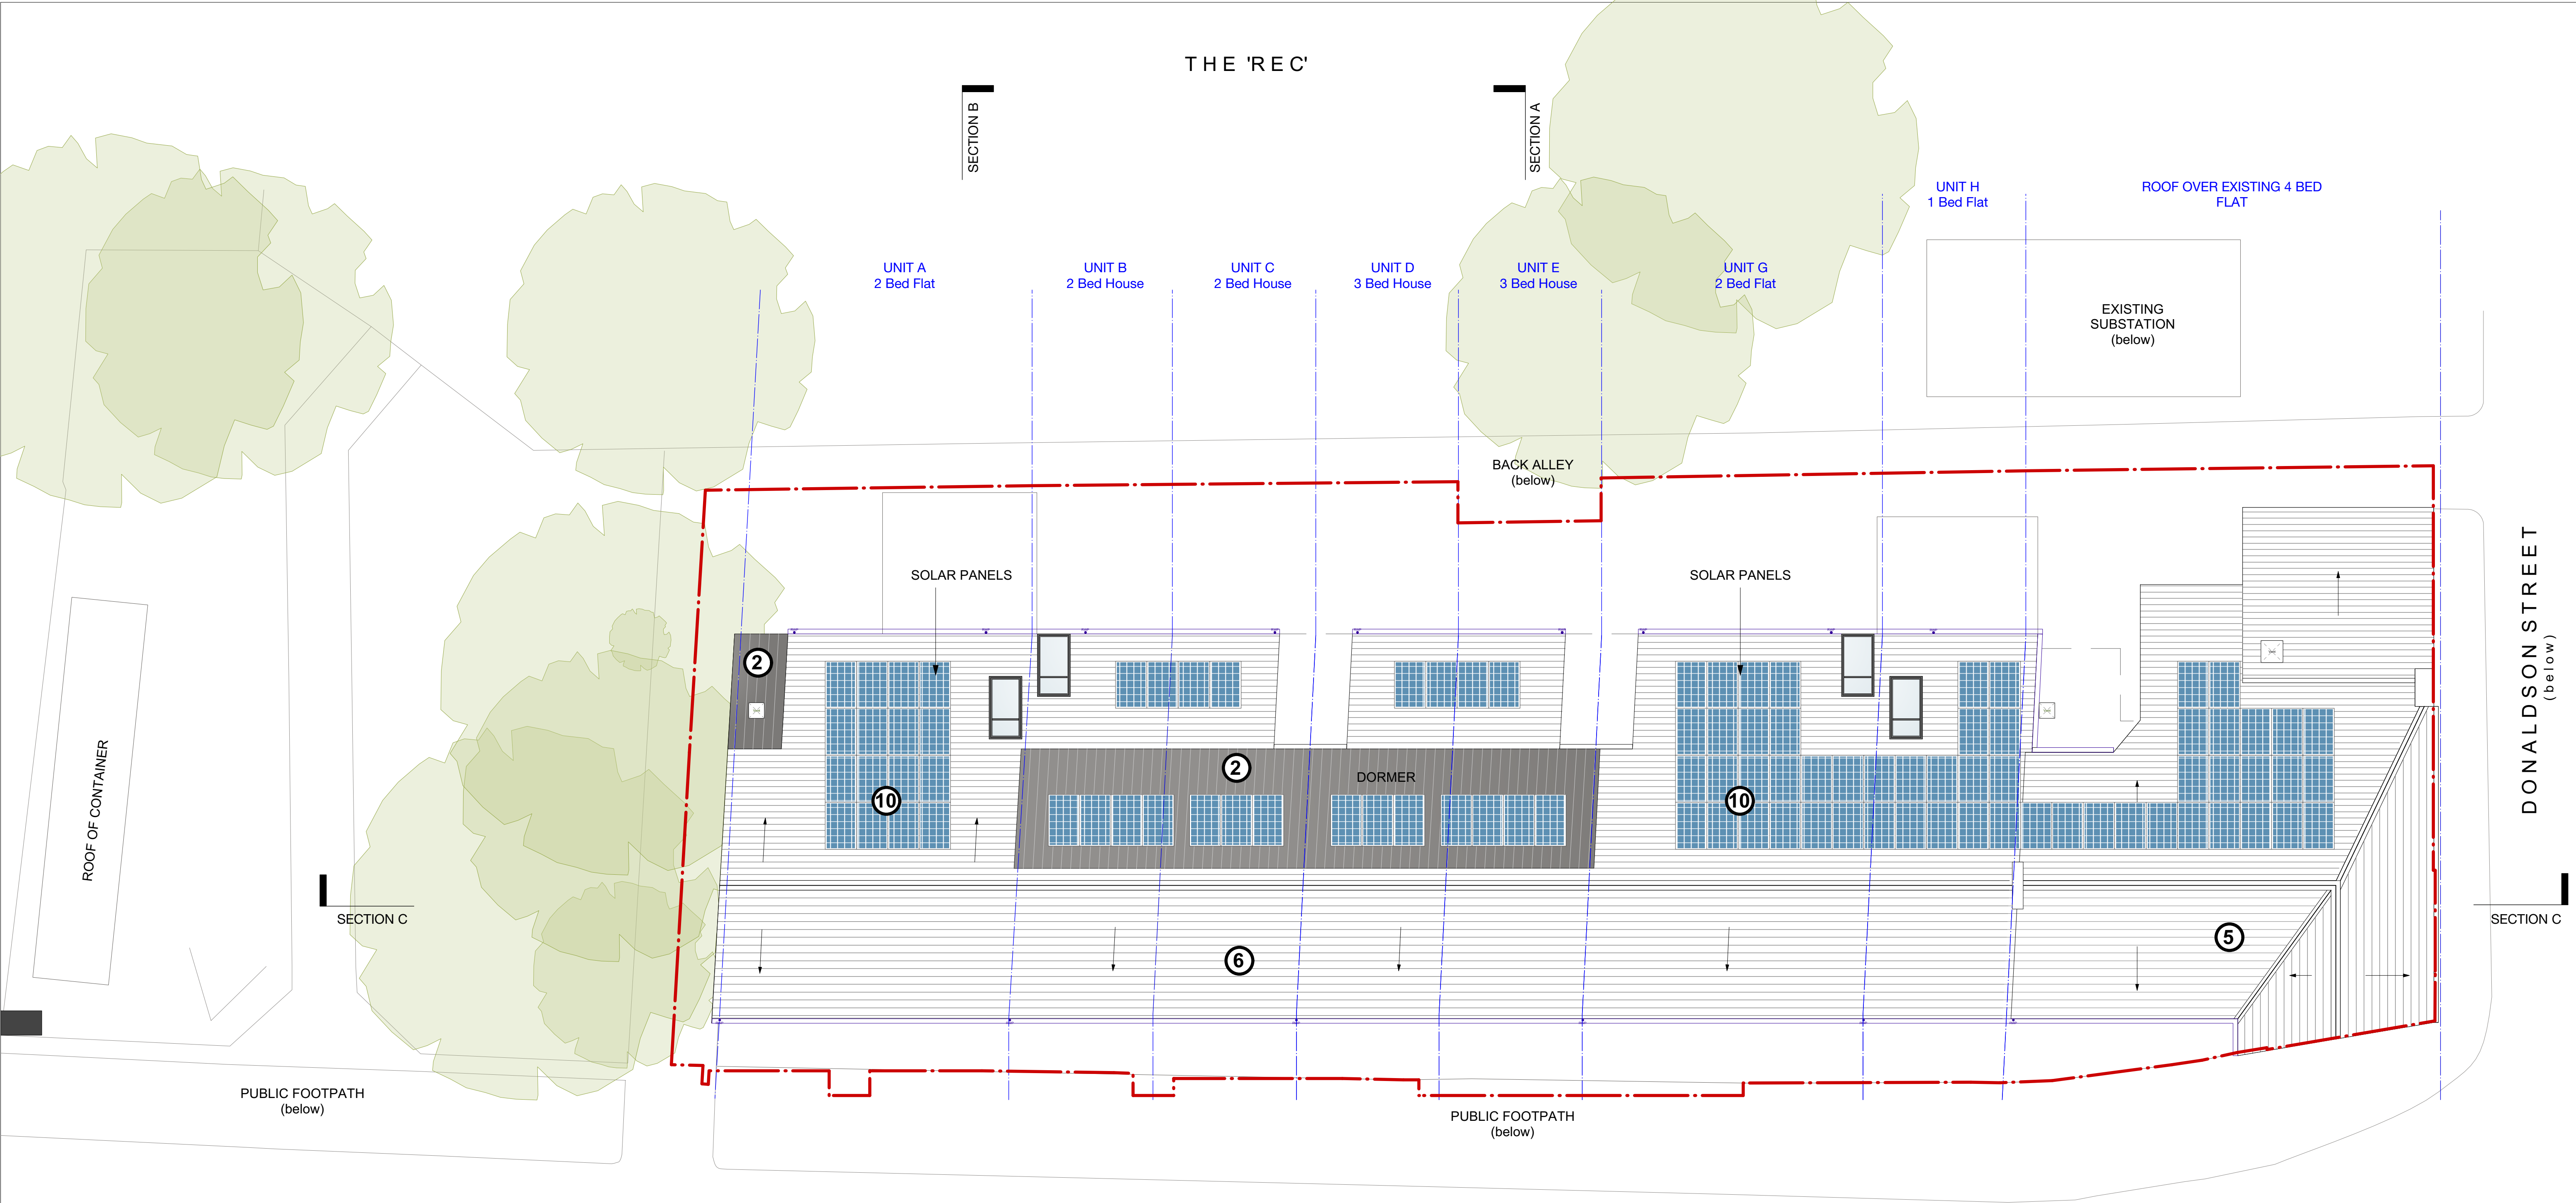 THE 'REC'
SECTION B
SECTION A
UNIT H
1 Bed Flat
ROOF OVER EXISTING 4 BED
FLAT
UNIT A
2 Bed Flat
UNIT B
2 Bed House
UNIT C
2 Bed House
UNIT D
3 Bed House
UNIT E
3 Bed House
UNIT G
2 Bed Flat
EXISTING
SUBSTATION
(below)
BACK ALLEY
(below)
SOLAR PANELS
SOLAR PANELS
DONALDSON STREET
(below)
2
2
DORMER
10
10
ROOF OF CONTAINER
SECTION C
SECTION C
6
5
PUBLIC FOOTPATH
(below)
PUBLIC FOOTPATH
(below)